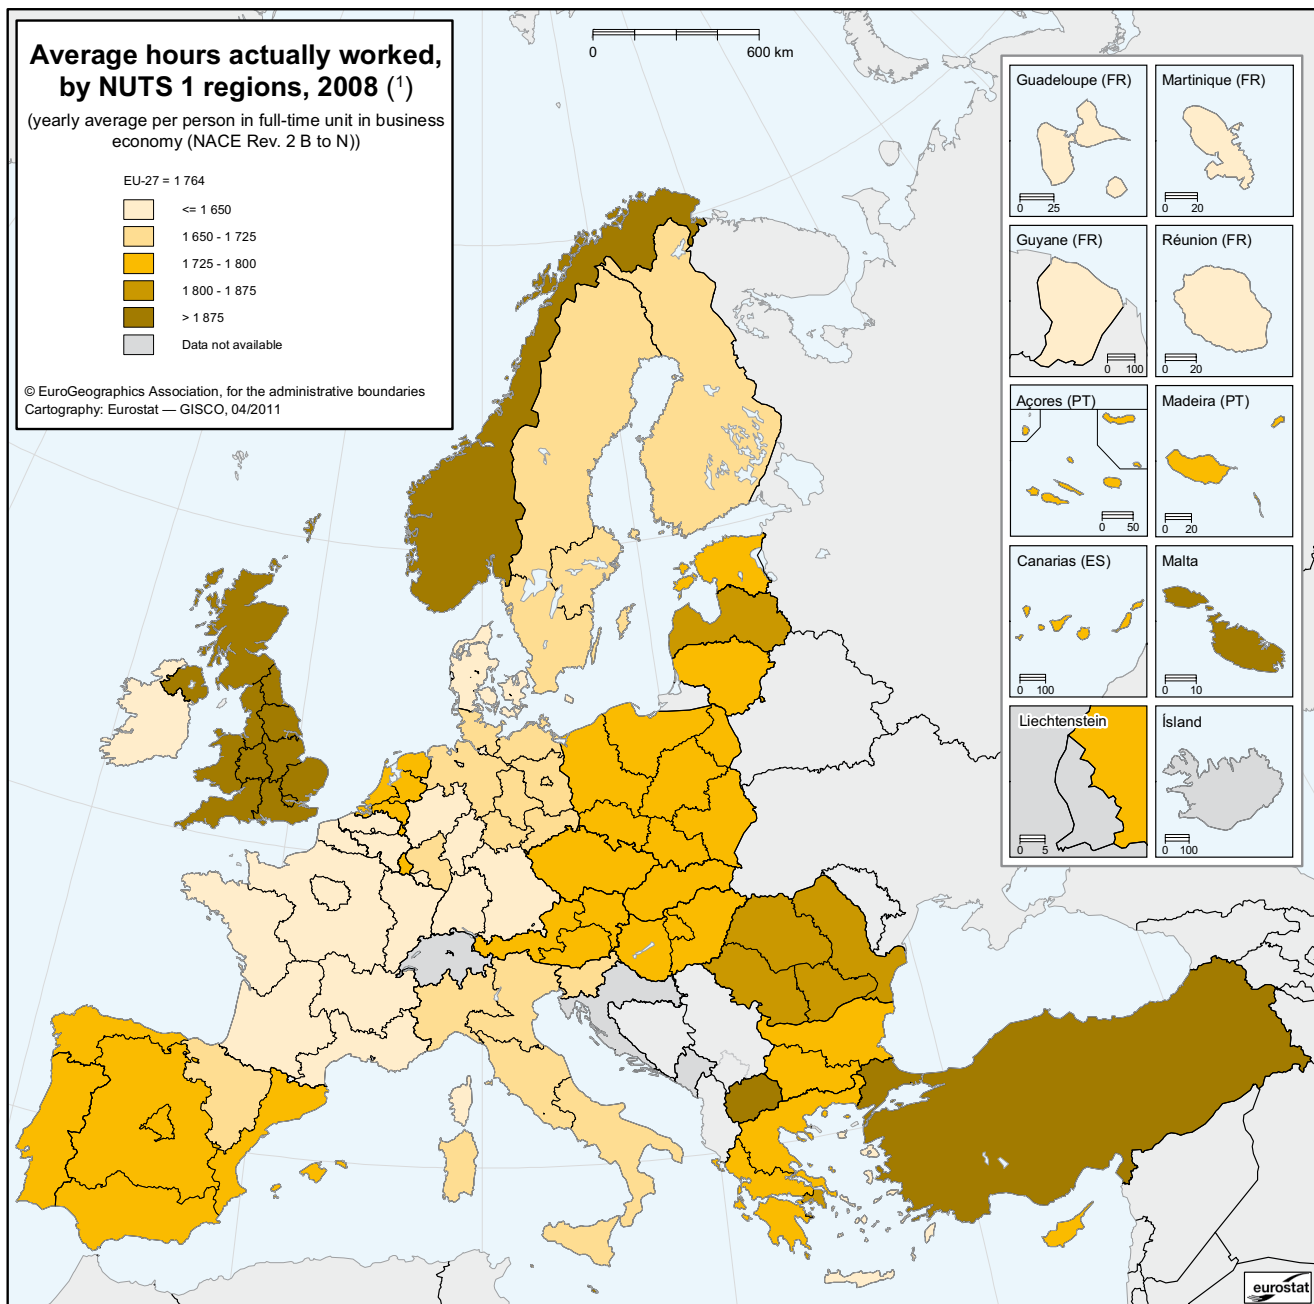 Average hours actually worked,
by NUTS 1 regions, 2008 (¹)
(yearly average per person in full-time unit in business
economy (NACE Rev. 2 B to N))
EU-27 = 1 764
<= 1 650
1 650 - 1 725
1 725 - 1 800
1 800 - 1 875
> 1 875
Data not available
© EuroGeographics Association, for the administrative boundaries
Cartography: Eurostat — GISCO, 04/2011
0 600 km
Guadeloupe (FR)
0 25
Martinique (FR)
0 20
Guyane (FR)
0 100
Réunion (FR)
0 20
Açores (PT)
0 50
Madeira (PT)
0 20
Canarias (ES)
0 100
Malta
0 10
Liechtenstein
0 5
Ísland
0 100
eurostat